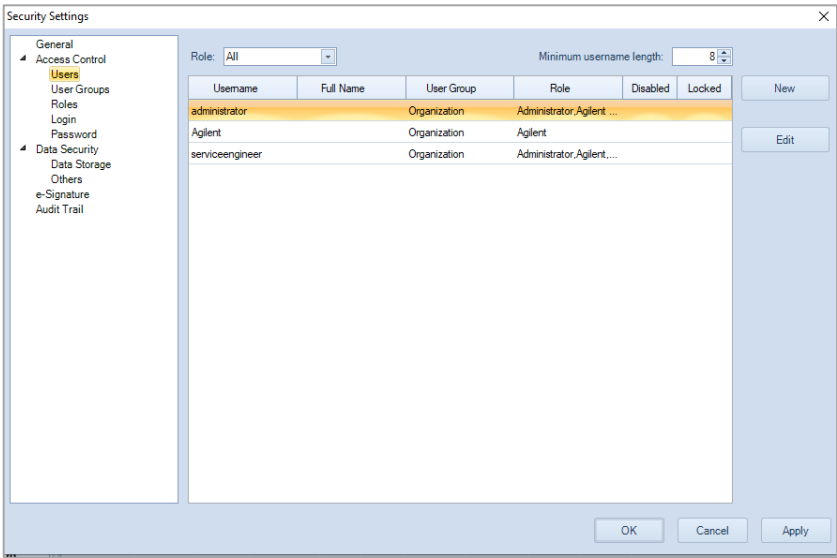 Security Settings
General
Access Control
Users
User Groups
Roles
Login
Password
Data Security
Data Storage
Others
e-Signature
Audit Trail
Role: All Minimum username length: 8
Username Full Name User Group Role Disabled Locked
administrator Organization Administrator,Agilent ...
Agilent Organization Agilent
serviceengineer Organization Administrator,Agilent,...
New
Edit
OK Cancel Apply